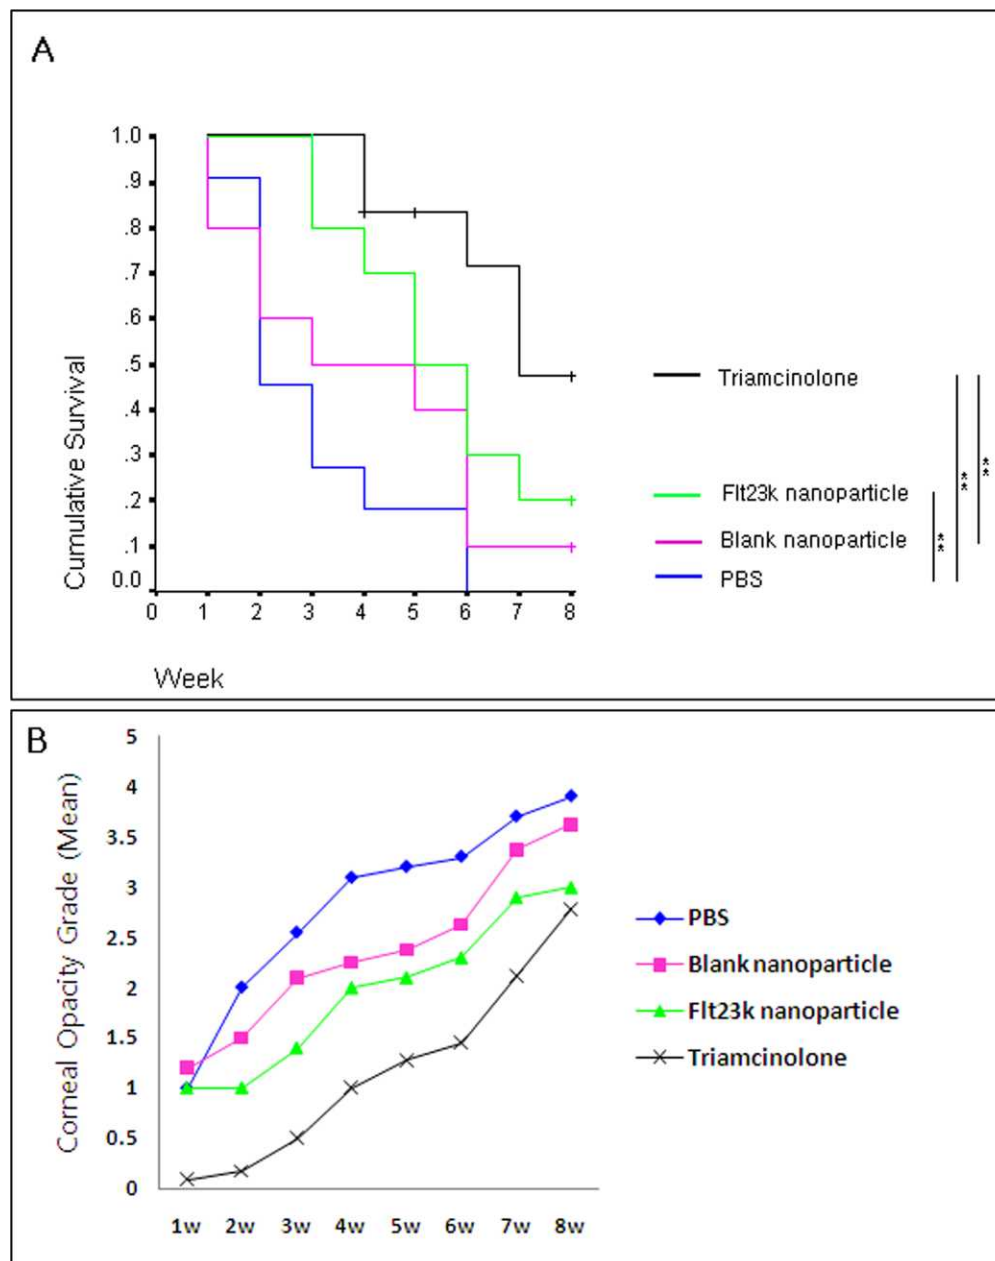 A
Cumulative Survival
1.0
.9
.8
.7
.6
.5
.4
.3
.2
.1
0.0
0 1 2 3 4 5 6 7 8
Week
Triamcinolone
Flt23k nanoparticle
Blank nanoparticle
PBS
**
**
**
B
Corneal Opacity Grade (Mean)
5
4
3.5
3
2.5
2
1.5
1
0.5
0
1w 2w 3w 4w 5w 6w 7w 8w
PBS
Blank nanoparticle
Flt23k nanoparticle
Triamcinolone